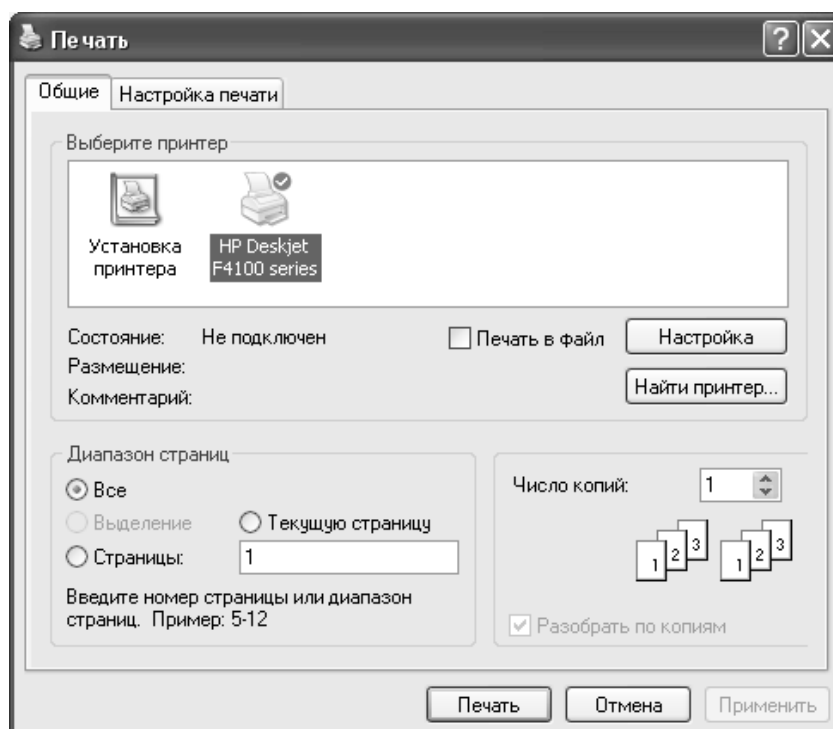 Печать
Общие
Настройка печати
Выберите принтер
Установка
принтера
HP Deskjet
F4100 series
Состояние: Не подключен
Печать в файл
Настройка
Размещение:
Найти принтер...
Комментарий:
Диапазон страниц
Все
Выделение
Текущую страницу
Страницы: 1
Введите номер страницы или диапазон
страниц. Пример: 5-12
Число копий: 1
1 2 3 1 2 3
Разобрать по копиям
Печать
Отмена
Применить